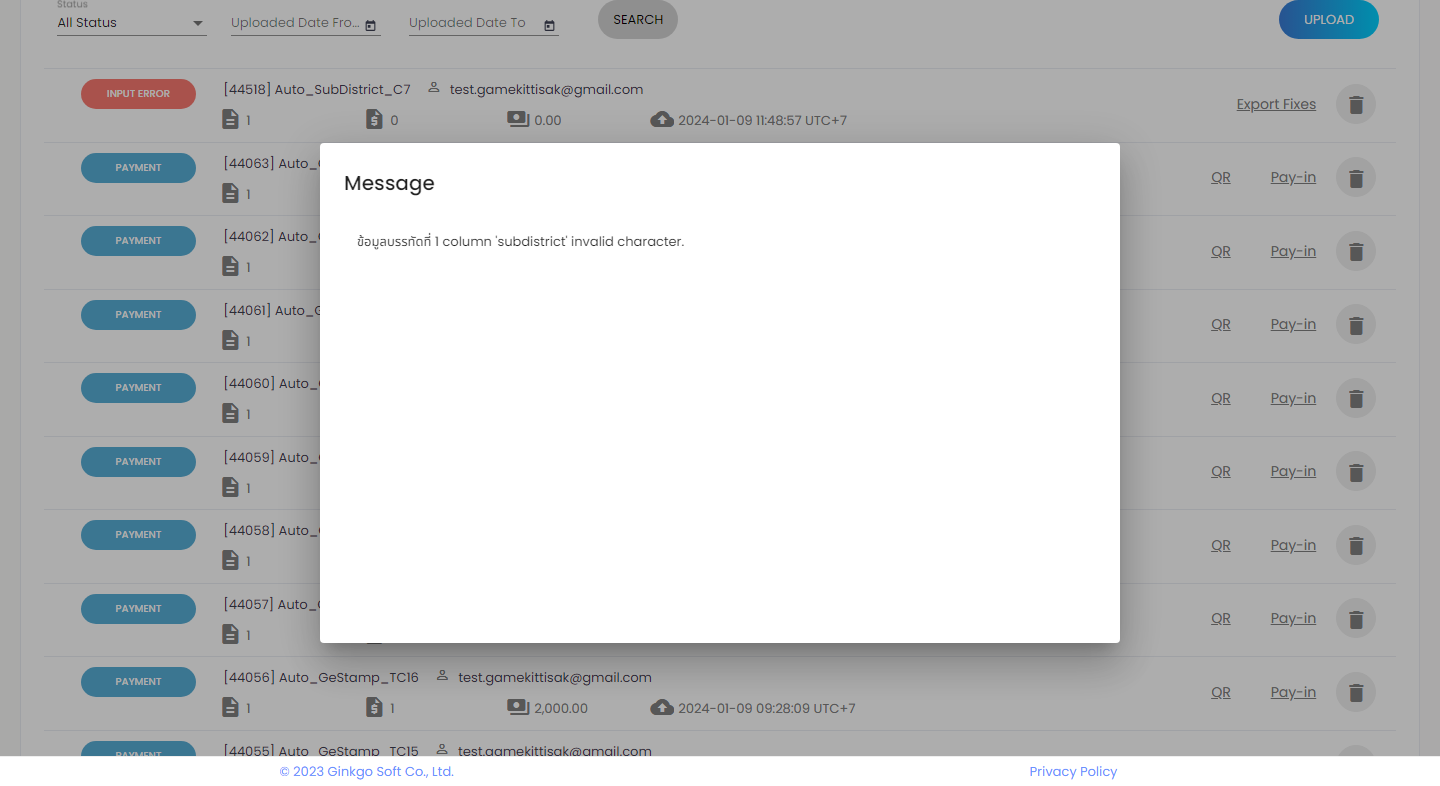 Status
All Status
Uploaded Date Fro...
Uploaded Date To
SEARCH
UPLOAD
INPUT ERROR
[44518] Auto_SubDistrict_C7
test.gamekittisak@gmail.com
1
0
0.00
2024-01-09 11:48:57 UTC+7
Export Fixes
Message
ข้อมูลบรรทัดที่ 1 column 'subdistrict' invalid character.
PAYMENT
[44063] Auto_
1
QR
Pay-in
PAYMENT
[44062] Auto_
1
QR
Pay-in
PAYMENT
[44061] Auto_
1
QR
Pay-in
PAYMENT
[44060] Auto_
1
QR
Pay-in
PAYMENT
[44059] Auto_
1
QR
Pay-in
PAYMENT
[44058] Auto_
1
QR
Pay-in
PAYMENT
[44057] Auto_
1
QR
Pay-in
PAYMENT
[44056] Auto_GeStamp_TC16
test.gamekittisak@gmail.com
1
1
2,000.00
2024-01-09 09:28:09 UTC+7
QR
Pay-in
PAYMENT
[44055] Auto_GeStamp_TC15
test.gamekittisak@gmail.com
© 2023 Ginkgo Soft Co., Ltd.
Privacy Policy